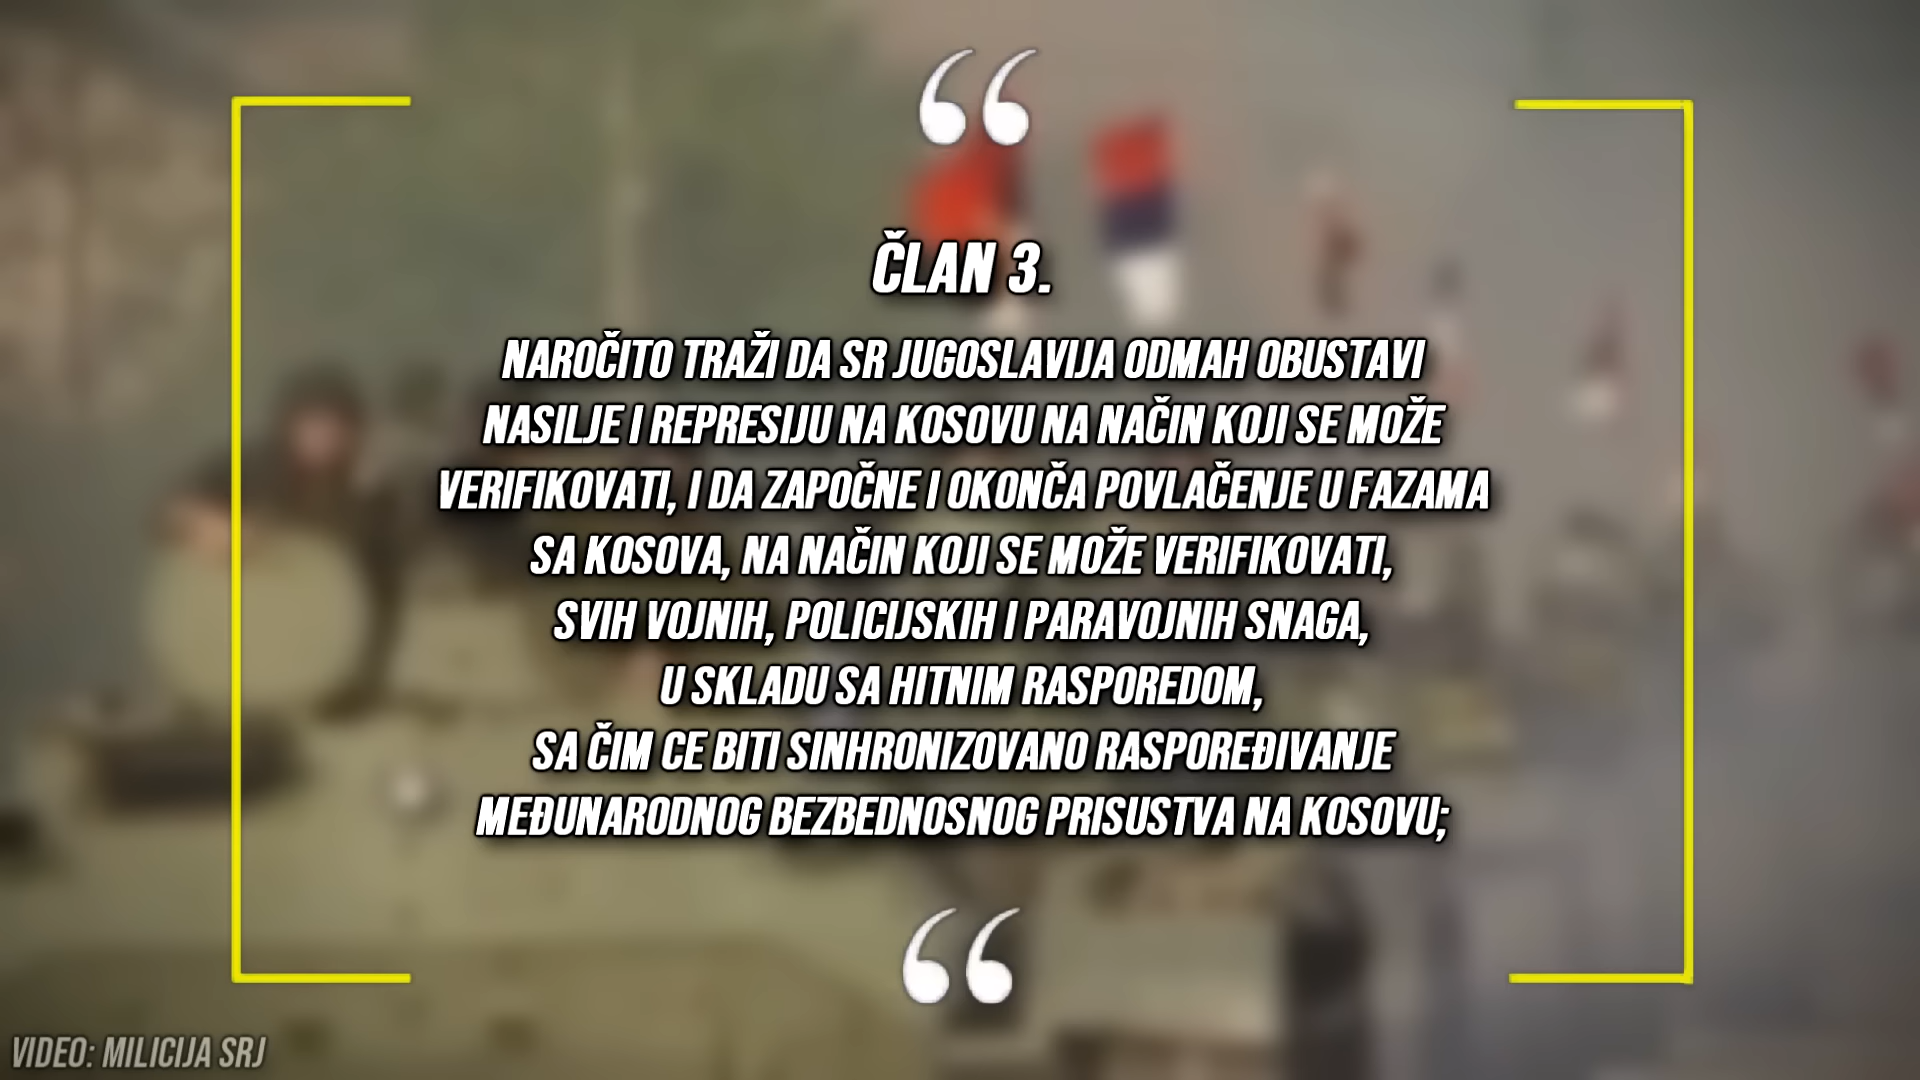 “
ČLAN 3.
NAROČITO TRAŽI DA SR JUGOSLAVIJA ODMAH OBUSTAVI
NASILJE I REPRESIJU NA KOSOVU NA NAČIN KOJI SE MOŽE
VERIFIKOVATI, I DA ZAPOČNE I OKONČA POVLAČENJE U FAZAMA
SA KOSOVA, NA NAČIN KOJI SE MOŽE VERIFIKOVATI,
SVIH VOJNIH, POLICIJSKIH I PARAVOJNIH SNAGA,
U SKLADU SA HITNIM RASPOREDOM,
SA ČIM CE BITI SINHRONIZOVANO RASPOREĐIVANJE
MEĐUNARODNOG BEZBEDNOSNOG PRISUSTVA NA KOSOVU;
“
VIDEO: MILICIJA SRJ